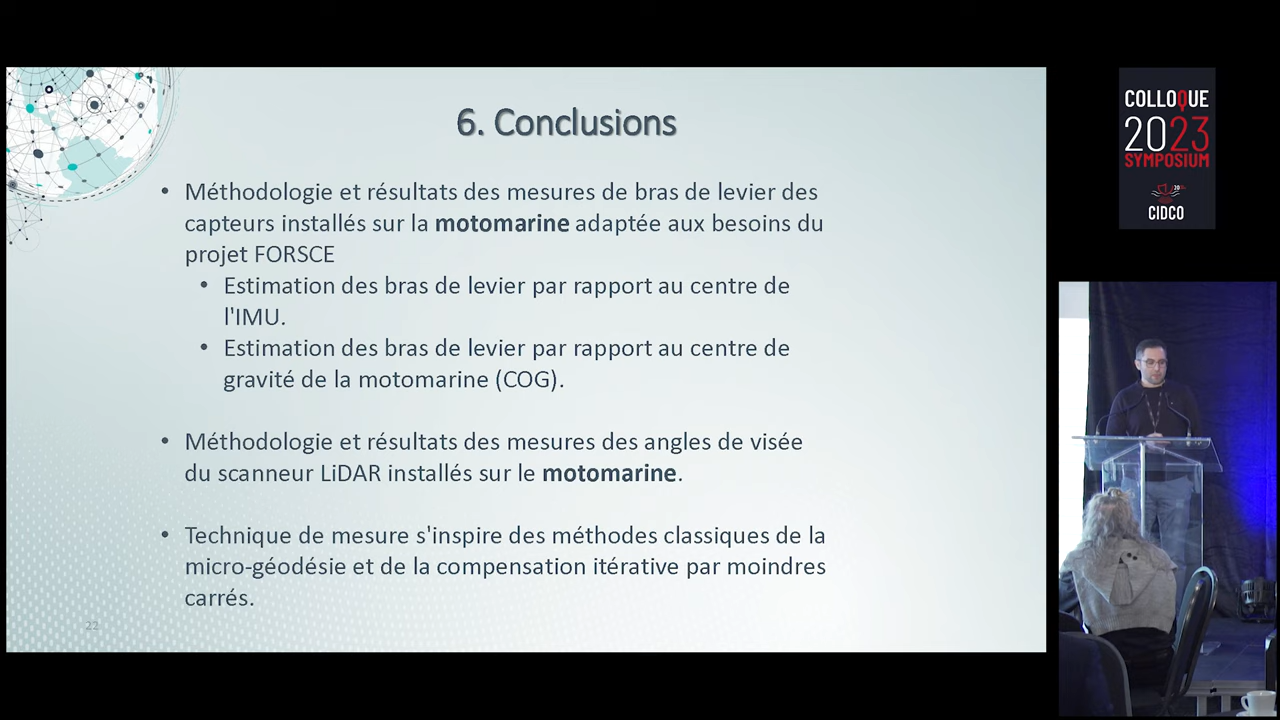 6. Conclusions
• Méthodologie et résultats des mesures de bras de levier des
capteurs installés sur la motomarine adaptée aux besoins du
projet FORSCE
• Estimation des bras de levier par rapport au centre de
l'IMU.
• Estimation des bras de levier par rapport au centre de
gravité de la motomarine (COG).
• Méthodologie et résultats des mesures des angles de visée
du scanneur LiDAR installés sur le motomarine.
• Technique de mesure s'inspire des méthodes classiques de la
micro-géodésie et de la compensation itérative par moindres
carrés.
22
COLLOQUE
2023
SYMPOSIUM
CIDCO